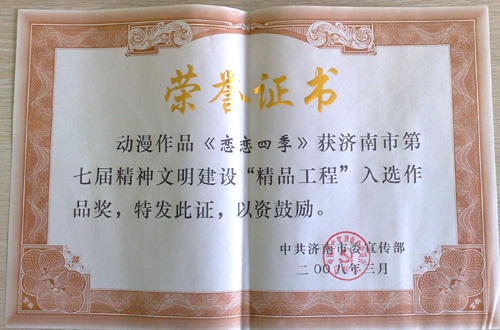 荣誉证书
动漫作品《恋恋四季》获济南市第
七届精神文明建设“精品工程”入选作
品奖，特发此证，以资鼓励。
中共济南市委宣传部
二00八年三月